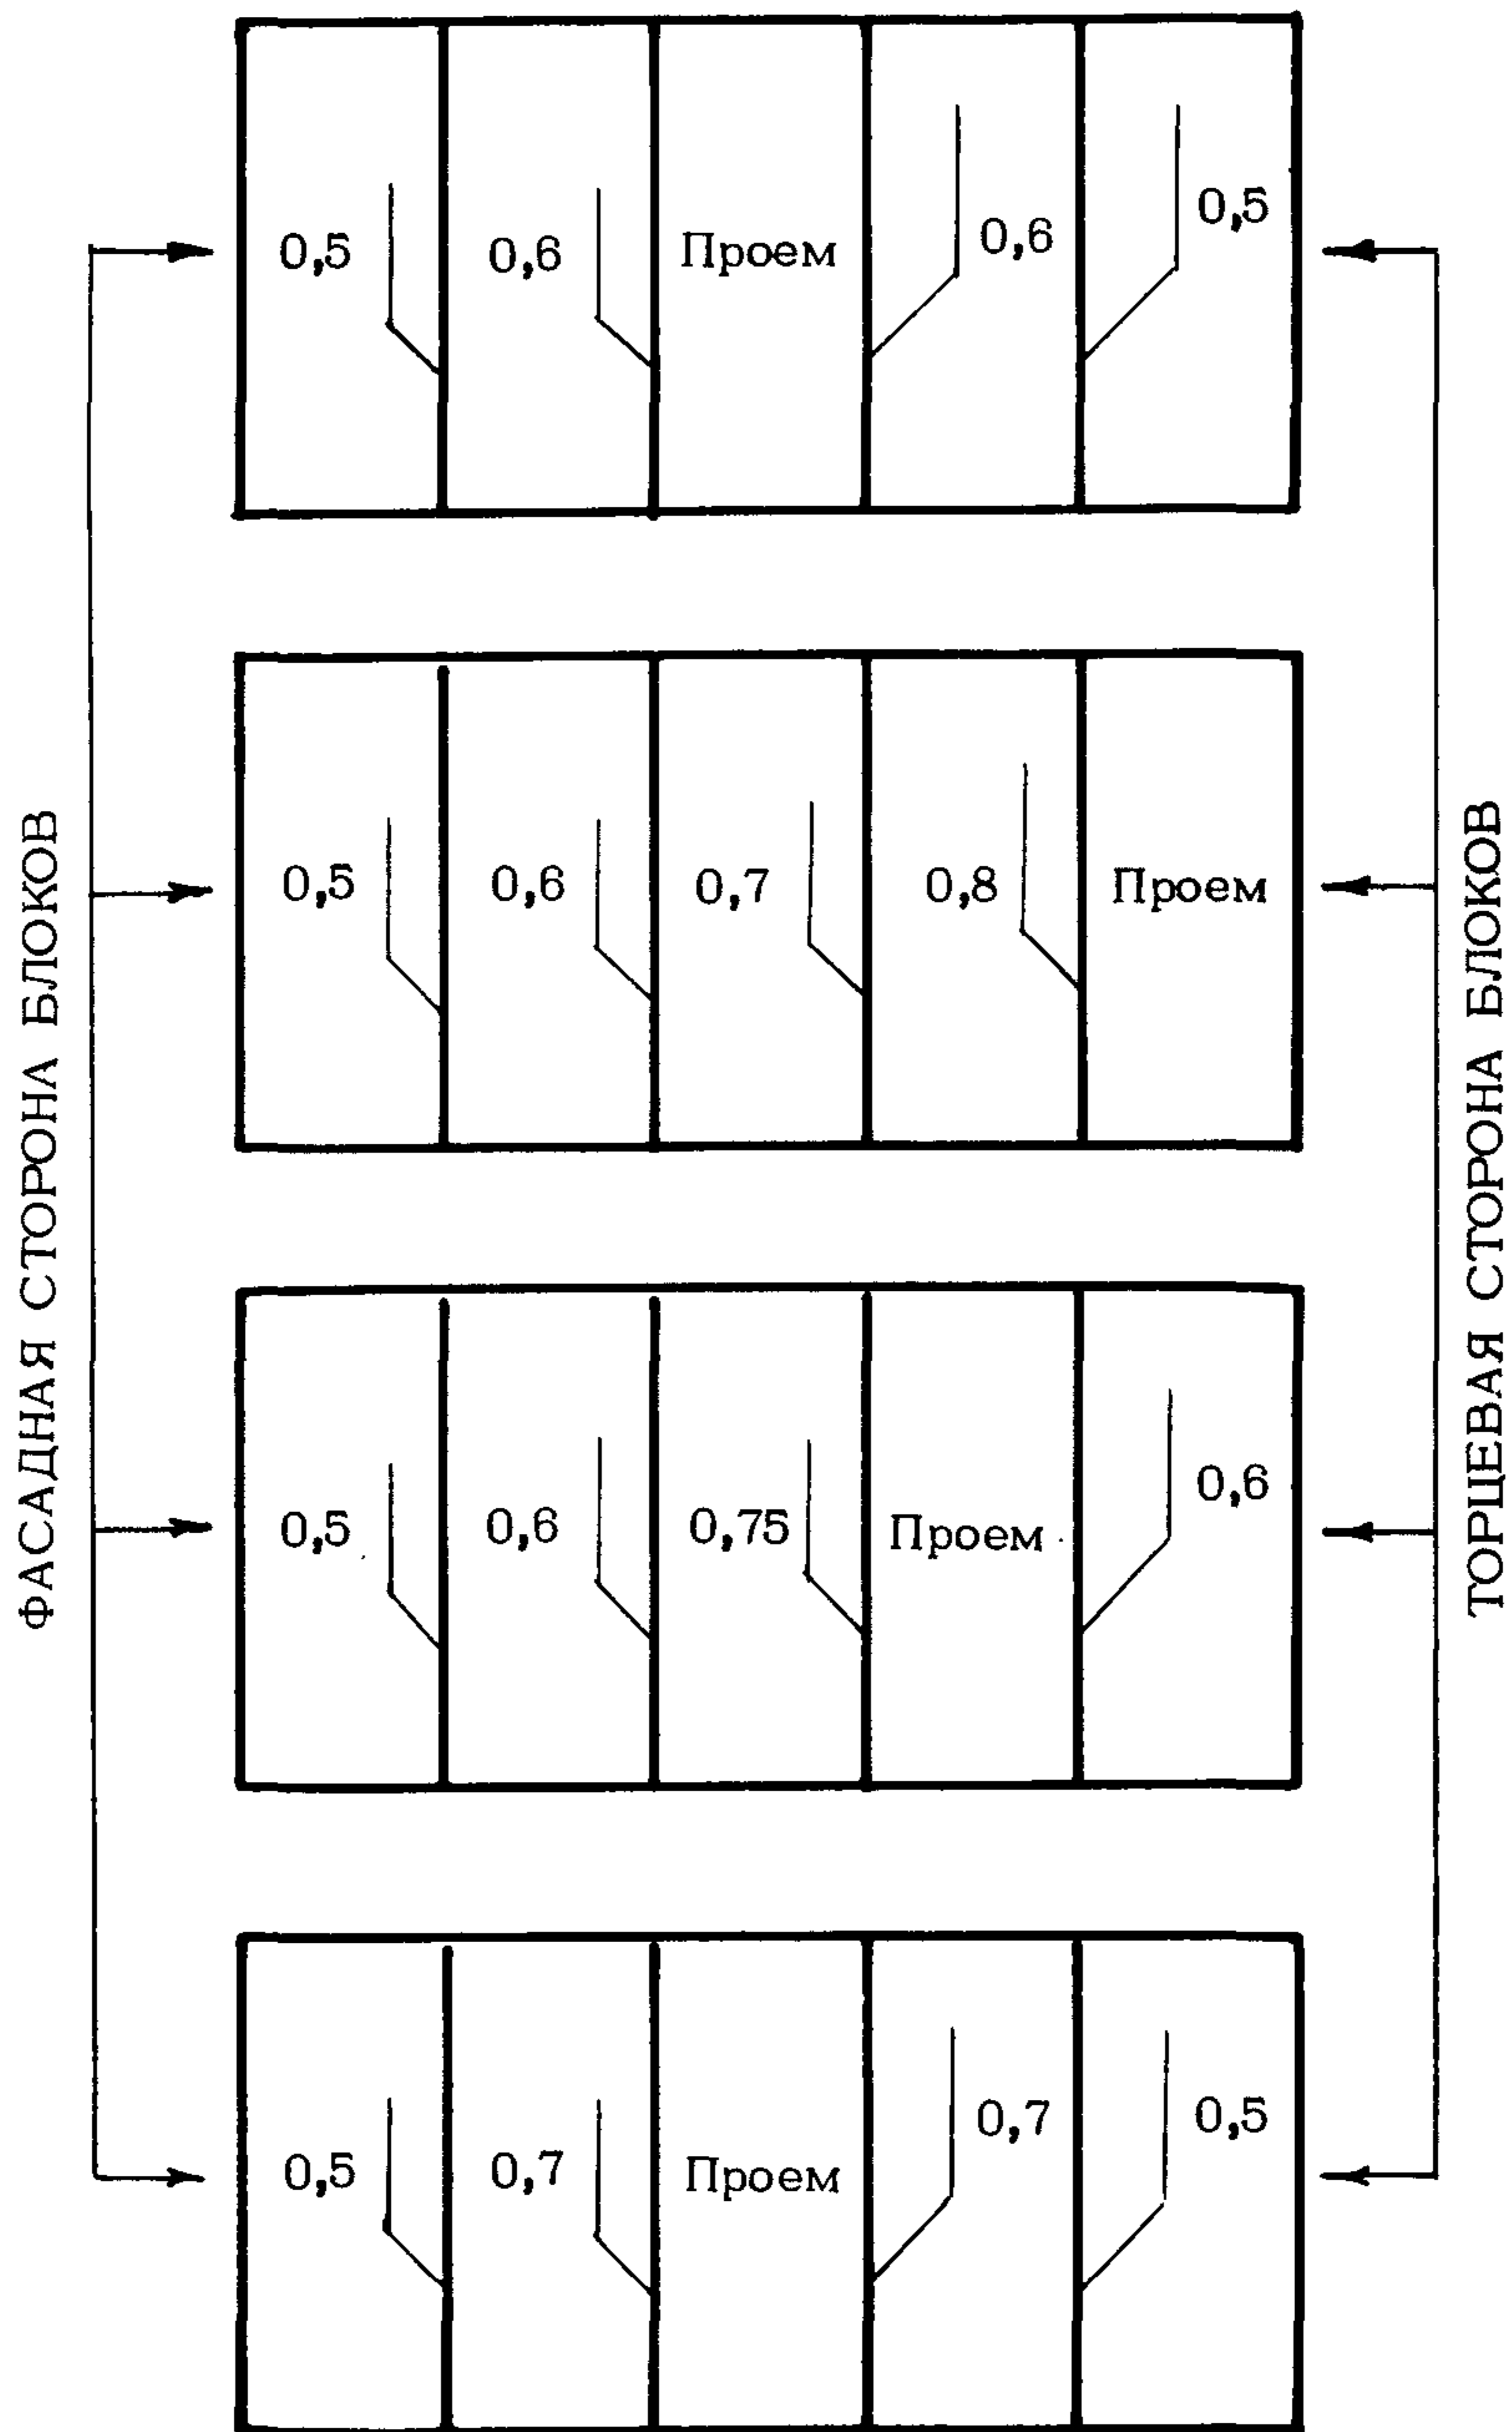 ФАСАДНАЯ СТОРОНА БЛОКОВ
0,5 0,6 Проем 0,6 0,5
0,5 0,6 0,7 0,8 Проем
0,5 0,6 0,75 Проем 0,6
0,5 0,7 Проем 0,7 0,5
ТОРЦЕВАЯ СТОРОНА БЛОКОВ